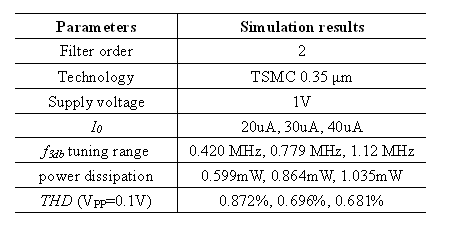 Parameters Simulation results
Filter order 2
Technology TSMC 0.35 μm
Supply voltage 1V
I0 20uA, 30uA, 40uA
f3db tuning range 0.420 MHz, 0.779 MHz, 1.12 MHz
power dissipation 0.599mW, 0.864mW, 1.035mW
THD (VPP=0.1V) 0.872%, 0.696%, 0.681%